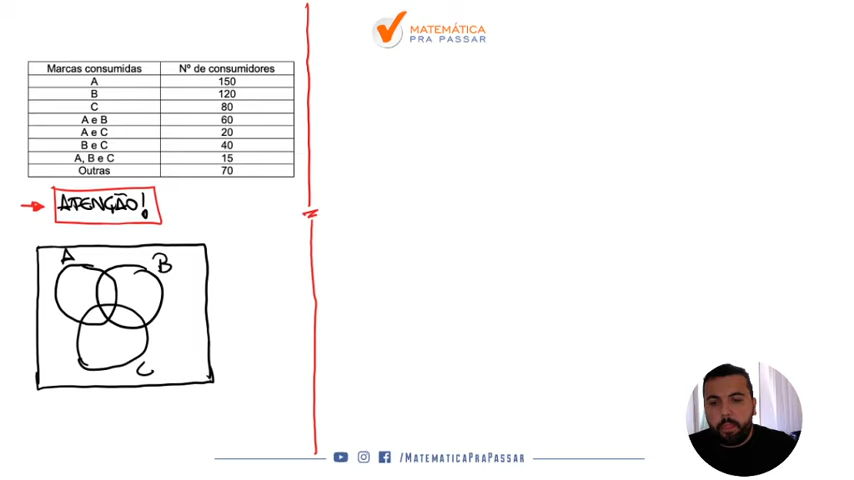 MATEMÁTICA
PRA PASSAR
Marcas consumidas Nº de consumidores
A 150
B 120
C 80
A e B 60
A e C 20
B e C 40
A, B e C 15
Outras 70
ATENÇÃO!
A
B
C
/MatematicaPraPassar